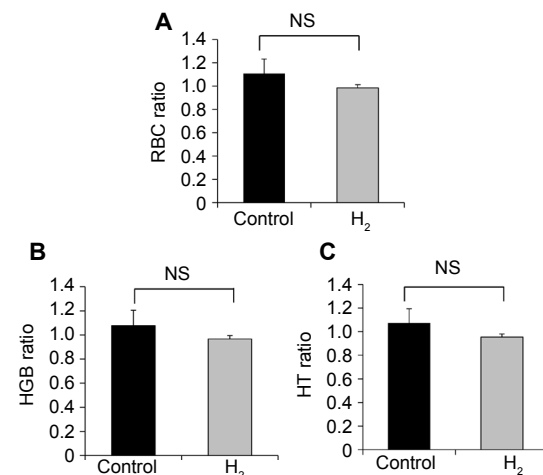 A
NS
RBC ratio
1.4
1.2
1.0
0.8
0.6
0.4
0.2
0
Control
H₂
B
NS
HGB ratio
1.4
1.2
1.0
0.8
0.6
0.4
0.2
0
Control
H₂
C
NS
HT ratio
1.4
1.2
1.0
0.8
0.6
0.4
0.2
0
Control
H₂